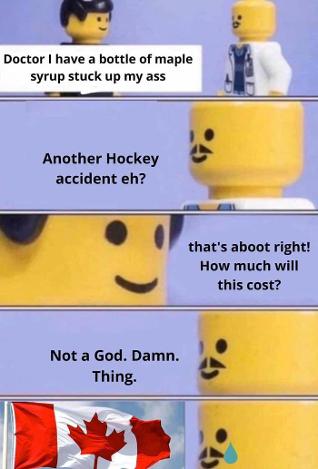 Doctor I have a bottle of maple
syrup stuck up my ass
Another Hockey
accident eh?
that's aboot right!
How much will
this cost?
Not a God. Damn.
Thing.